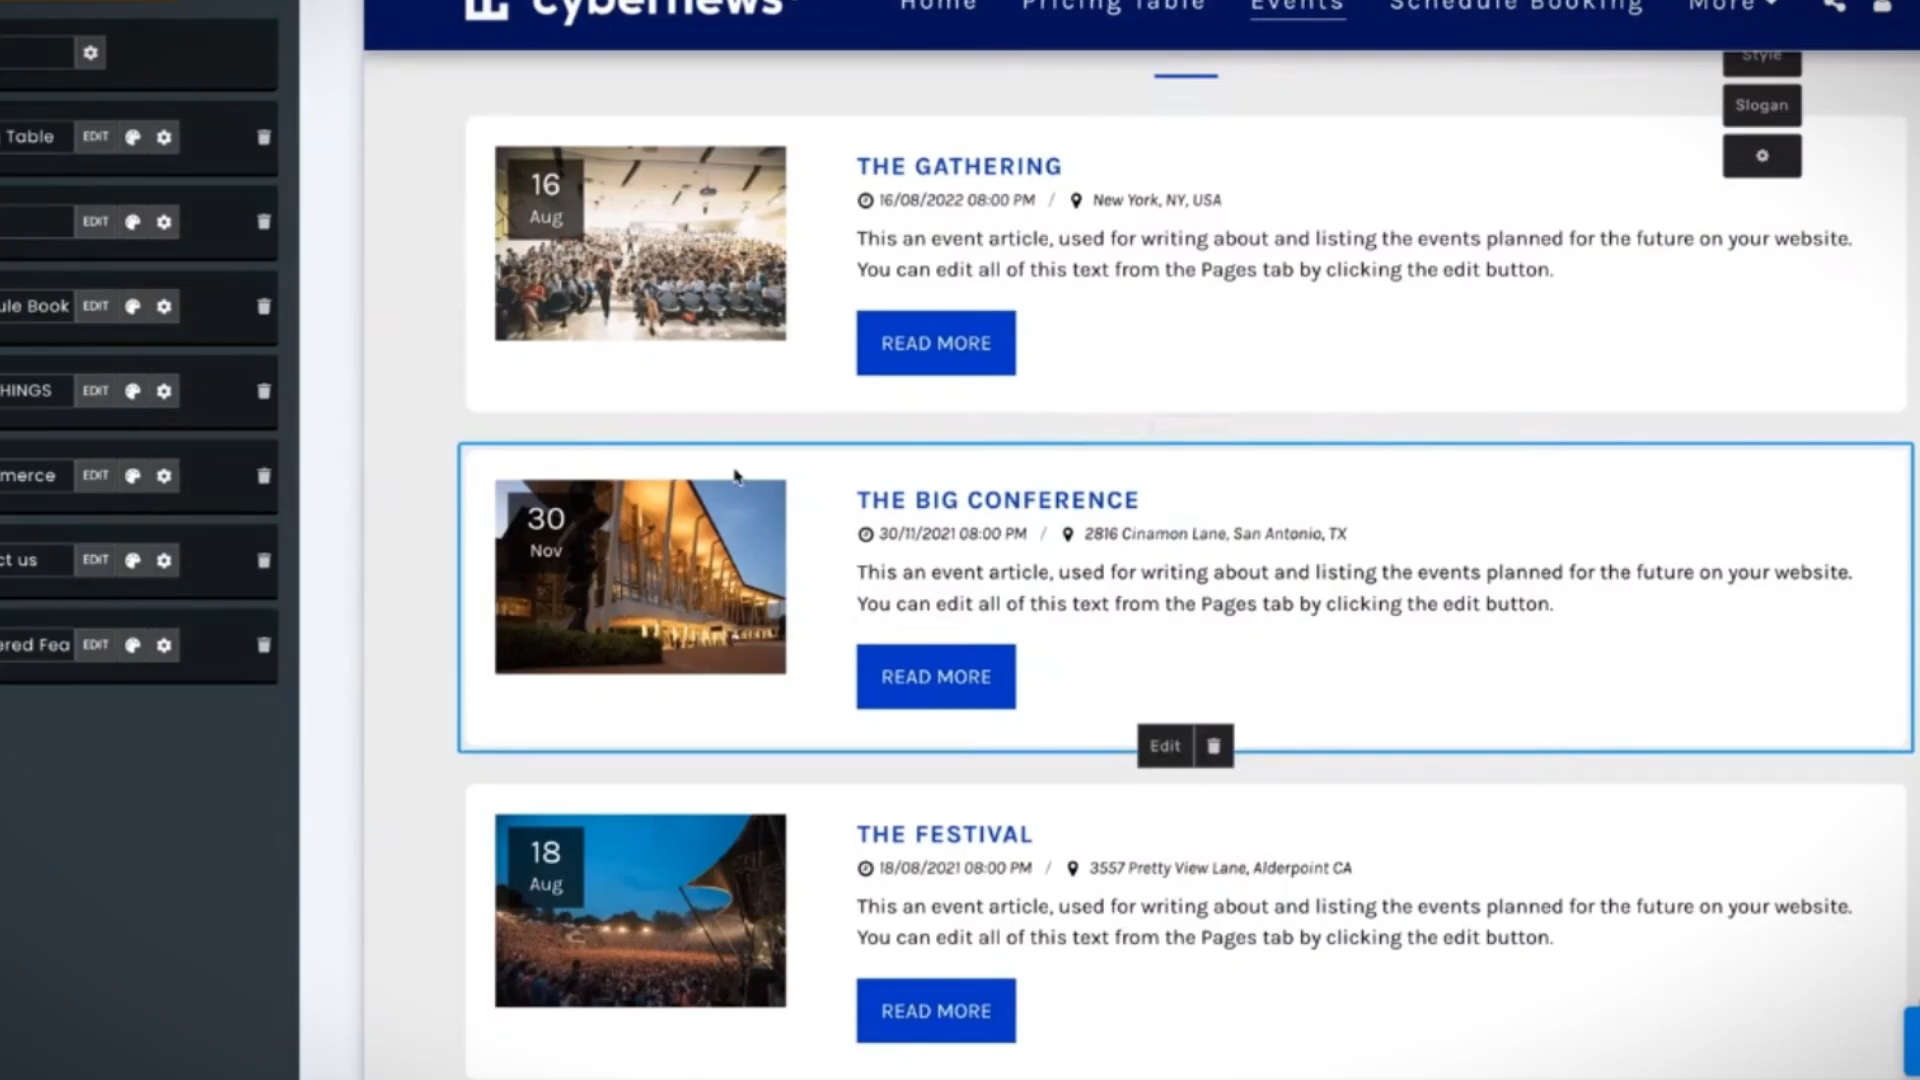 cybernews
Home
Pricing Table
Events
Schedule Booking
More
Style
Slogan
Table
EDIT
EDIT
ule Book
EDIT
HINGS
EDIT
merce
EDIT
ct us
EDIT
ered Fea
EDIT
16
Aug
THE GATHERING
16/08/2022 08:00 PM / New York, NY, USA
This an event article, used for writing about and listing the events planned for the future on your website.
You can edit all of this text from the Pages tab by clicking the edit button.
READ MORE
30
Nov
THE BIG CONFERENCE
30/11/2021 08:00 PM / 2816 Cinamon Lane, San Antonio, TX
This an event article, used for writing about and listing the events planned for the future on your website.
You can edit all of this text from the Pages tab by clicking the edit button.
READ MORE
Edit
18
Aug
THE FESTIVAL
18/08/2021 08:00 PM / 3557 Pretty View Lane, Alderpoint CA
This an event article, used for writing about and listing the events planned for the future on your website.
You can edit all of this text from the Pages tab by clicking the edit button.
READ MORE